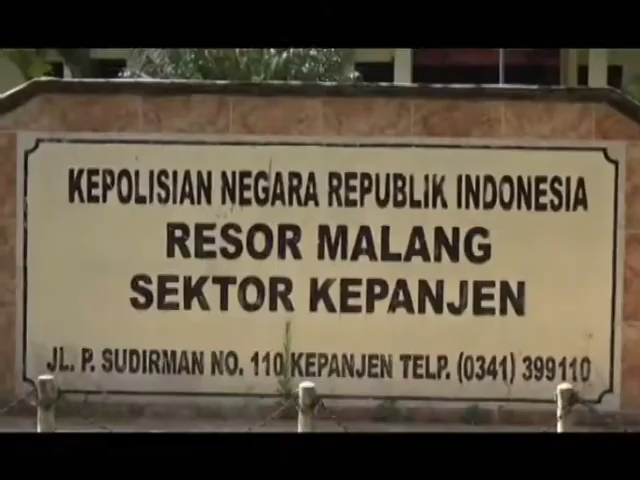 KEPOLISIAN NEGARA REPUBLIK INDONESIA
RESOR MALANG
SEKTOR KEPANJEN
JL. P. SUDIRMAN NO. 110 KEPANJEN TELP. (0341) 399110